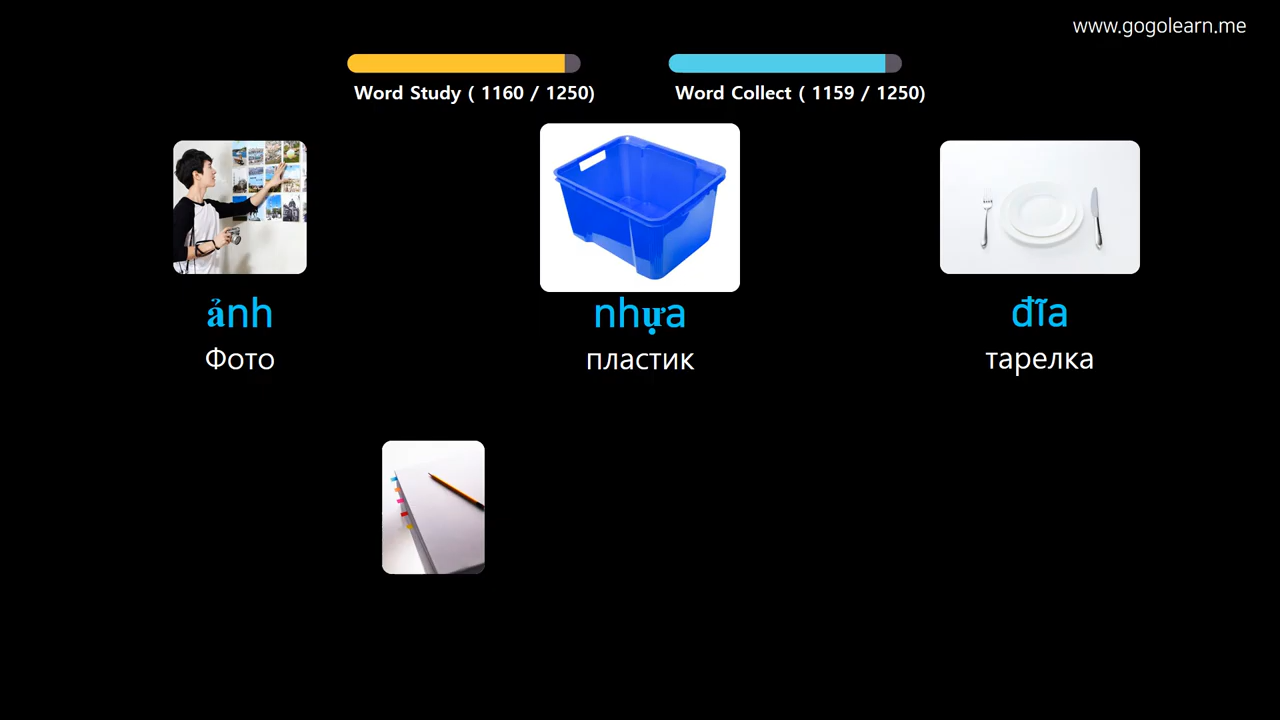 www.gogolearn.me
Word Study ( 1160 / 1250)
Word Collect ( 1159 / 1250)
ảnh
nhựa
đĩa
Фото
пластик
тарелка